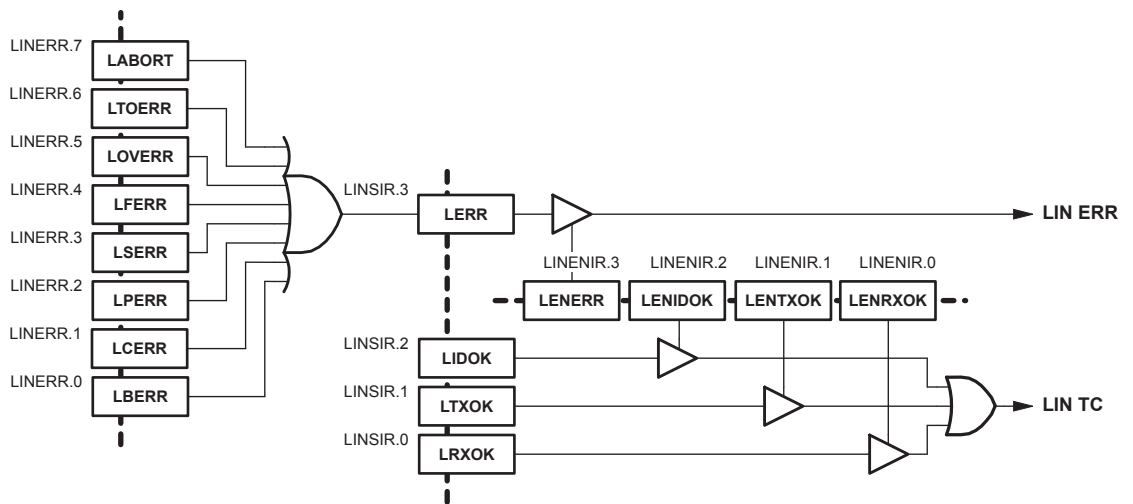 LINERR.7
LABORT
LINERR.6
LTOERR
LINERR.5
LOVERR
LINERR.4
LFERR
LINERR.3
LSERR
LINERR.2
LPERR
LINERR.1
LCERR
LINERR.0
LBERR
LINSIR.3
LERR
LIN ERR
LINENIR.3 LINENIR.2 LINENIR.1 LINENIR.0
LENERR LENIDOK LENTXOK LENRXOK
LINSIR.2
LIDOK
LINSIR.1
LTXOK
LIN TC
LINSIR.0
LRXOK